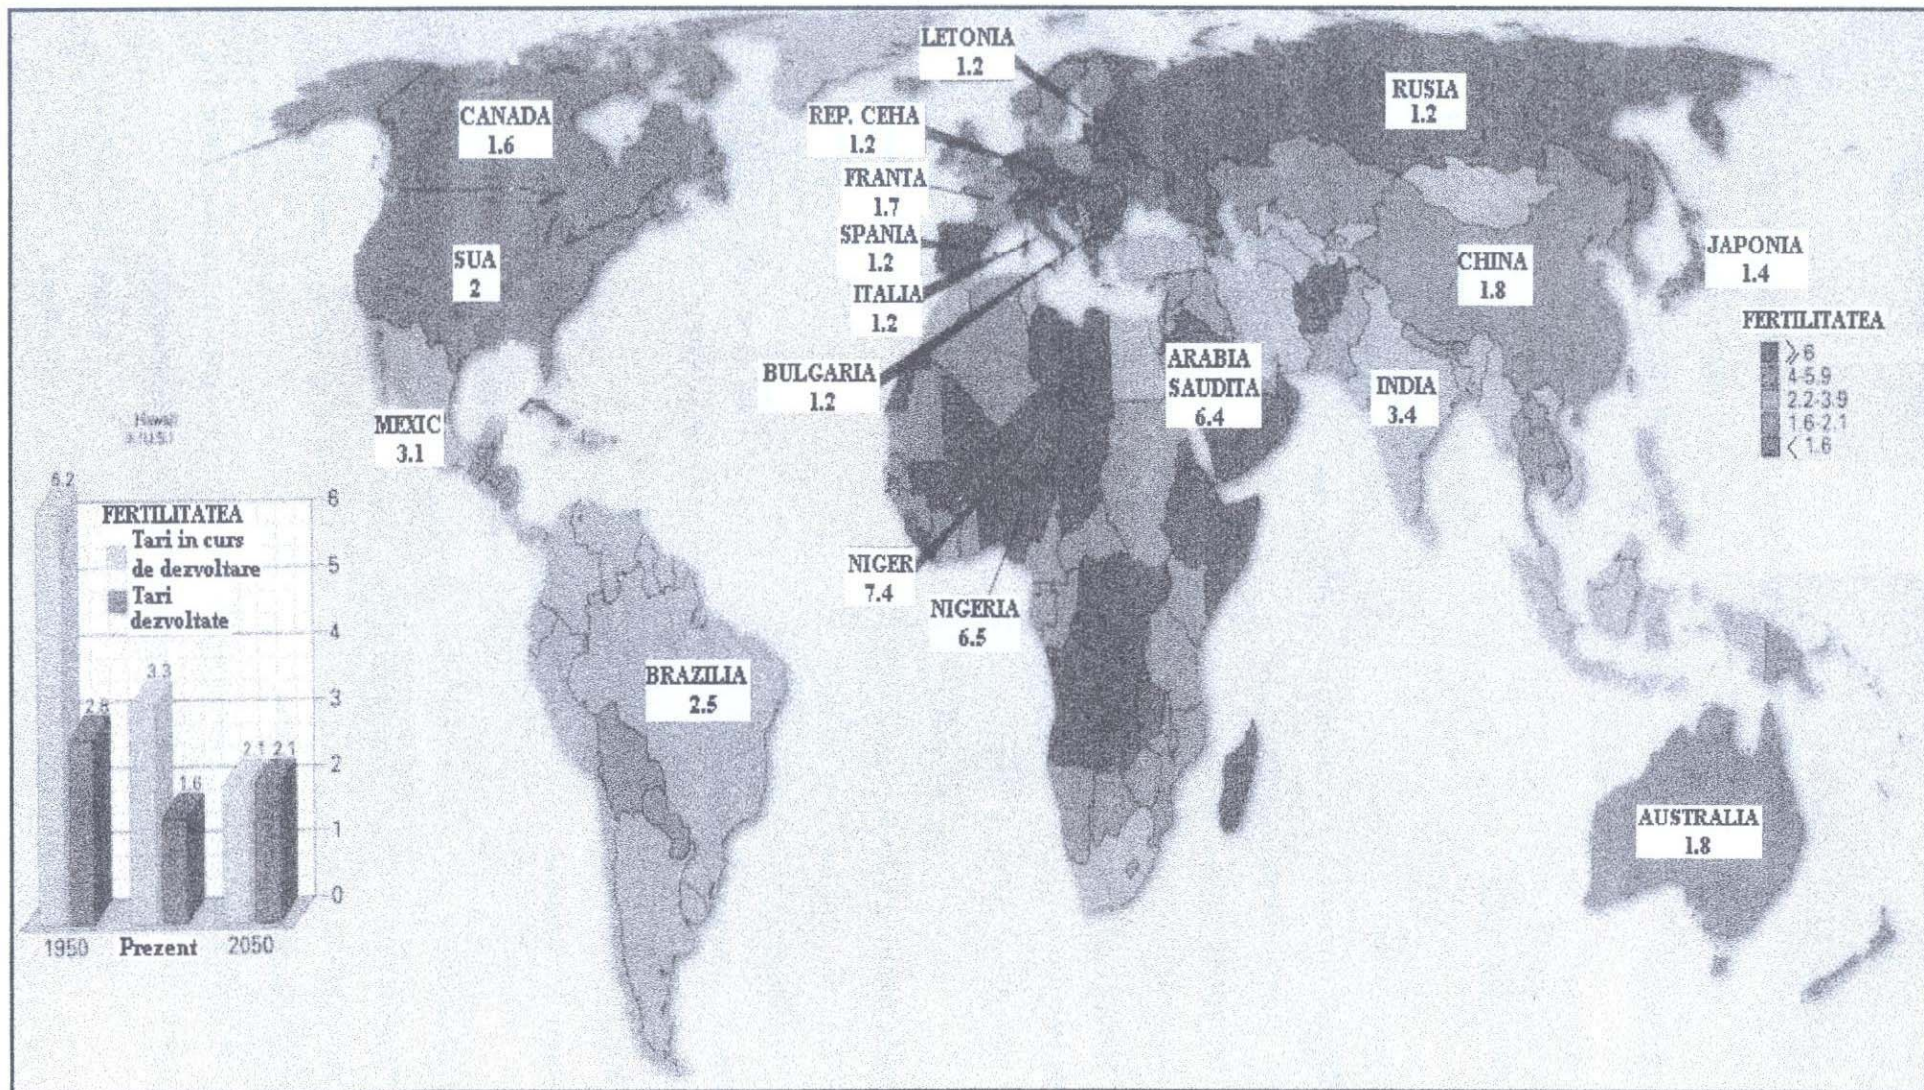 LETONIA
1.2
RUSIA
1.2
CANADA
1.6
REP. CEHA
1.2
FRANTA
1.7
SPANIA
1.2
SUA
2
CHINA
1.8
JAPONIA
1.4
ITALIA
1.2
FERTILITATEA
⩾ 6
4-5.9
2.2-3.9
1.6-2.1
< 1.6
BULGARIA
1.2
ARABIA
SAUDITA
6.4
INDIA
3.4
MEXIC
3.1
Hawaii
(U.S.)
NIGER
7.4
NIGERIA
6.5
BRAZILIA
2.5
AUSTRALIA
1.8
FERTILITATEA
Tari in curs
de dezvoltare
Tari
dezvoltate
6.2
2.8
3.3
1.6
2.1 2.1
6
5
4
3
2
1
0
1950 Prezent 2050